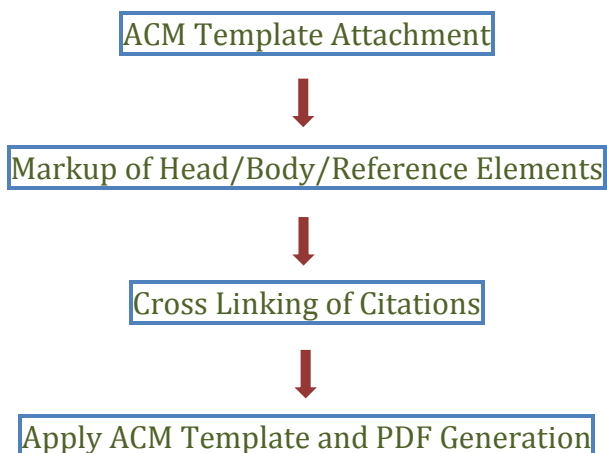 ACM Template Attachment
Markup of Head/Body/Reference Elements
Cross Linking of Citations
Apply ACM Template and PDF Generation